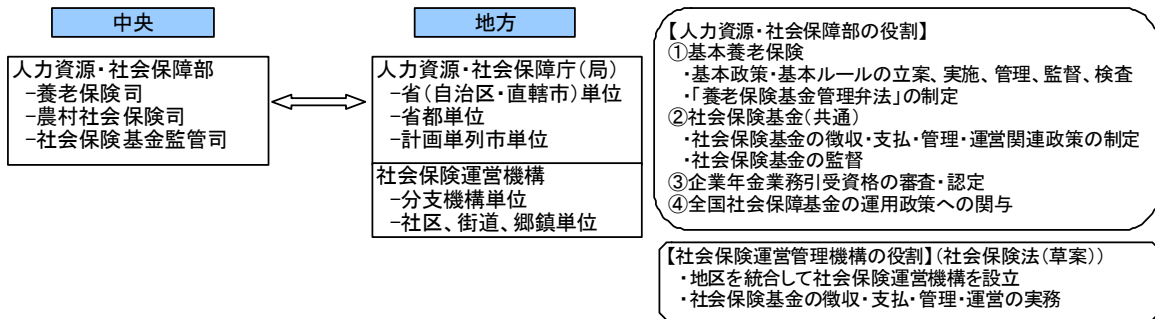 中央
人力資源・社会保障部
-養老保険司
-農村社会保険司
-社会保険基金監管司
地方
人力資源・社会保障庁(局)
-省(自治区・直轄市)単位
-省都単位
-計画単列市単位
社会保険運営機構
-分支機構単位
-社区、街道、郷鎮単位
【人力資源・社会保障部の役割】
①基本養老保険
・基本政策・基本ルールの立案、実施、管理、監督、検査
・「養老保険基金管理弁法」の制定
②社会保険基金(共通)
・社会保険基金の徴収・支払・管理・運営関連政策の制定
・社会保険基金の監督
③企業年金業務引受資格の審査・認定
④全国社会保障基金の運用政策への関与
【社会保険運営管理機構の役割】(社会保険法(草案))
・地区を統合して社会保険運営機構を設立
・社会保険基金の徴収・支払・管理・運営の実務